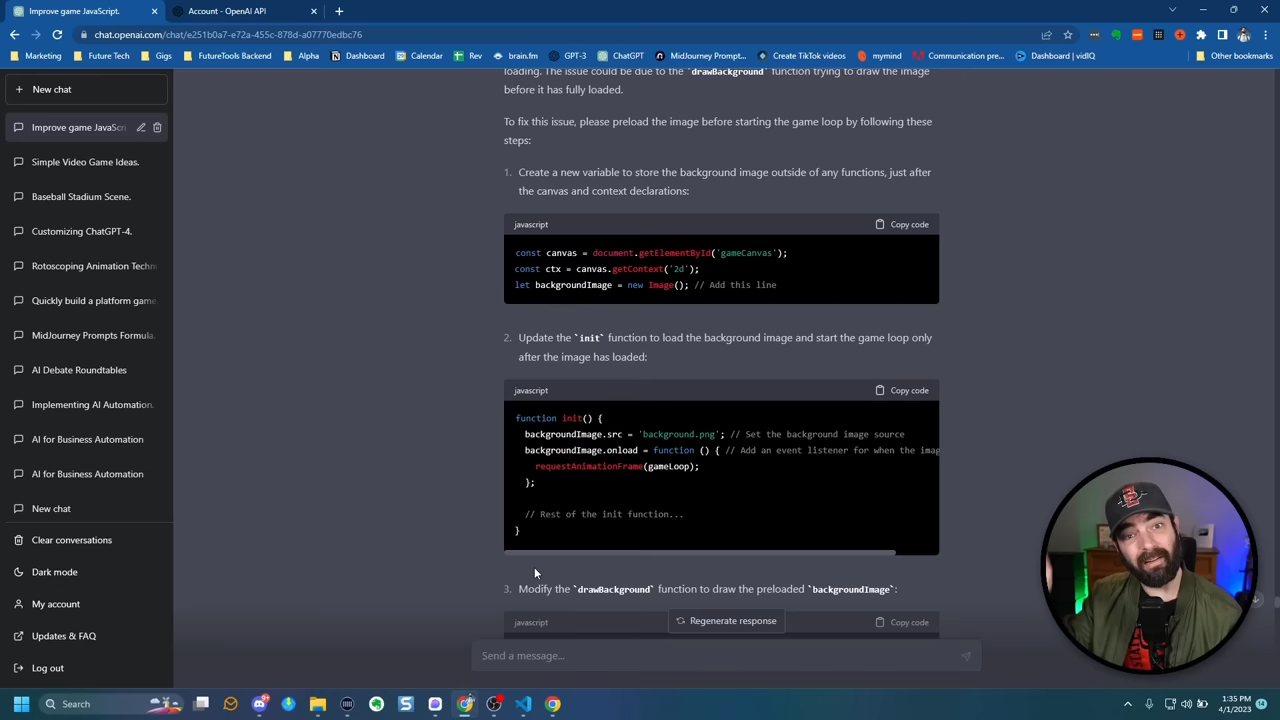 Improve game JavaScript.
Account - OpenAI API
chat.openai.com/chat/e251b0a7-e72a-455c-878d-a07770edbc76
Marketing
Future Tools
Gigs
FutureTools Backend
Alpha
Dashboard
Calendar
Rev
brain.fm
GPT-3
ChatGPT
MidJourney Prompt...
Create TikTok videos
mymind
Communication pre...
Dashboard | vidIQ
Other bookmarks
New chat
Improve game JavaScri
Simple Video Game Ideas.
Baseball Stadium Scene.
Customizing ChatGPT-4.
Rotoscoping Animation Techn
Quickly build a platform game
MidJourney Prompts Formula.
AI Debate Roundtables
Implementing AI Automation.
AI for Business Automation
AI for Business Automation
New chat
Clear conversations
Dark mode
My account
Updates & FAQ
Log out
loading. The issue could be due to the `drawBackground` function trying to draw the image
before it has fully loaded.
To fix this issue, please preload the image before starting the game loop by following these
steps:
1. Create a new variable to store the background image outside of any functions, just after
the canvas and context declarations:
javascript
Copy code
const canvas = document.getElementById('gameCanvas');
const ctx = canvas.getContext('2d');
let backgroundImage = new Image(); // Add this line
2. Update the `init` function to load the background image and start the game loop only
after the image has loaded:
javascript
Copy code
function init() {
backgroundImage.src = 'background.png'; // Set the background image source
backgroundImage.onload = function () { // Add an event listener for when the imag
requestAnimationFrame(gameLoop);
};
// Rest of the init function...
}
3. Modify the `drawBackground` function to draw the preloaded `backgroundImage`:
javascript
Copy code
Regenerate response
Send a message...
Search
1:35 PM
4/1/2023